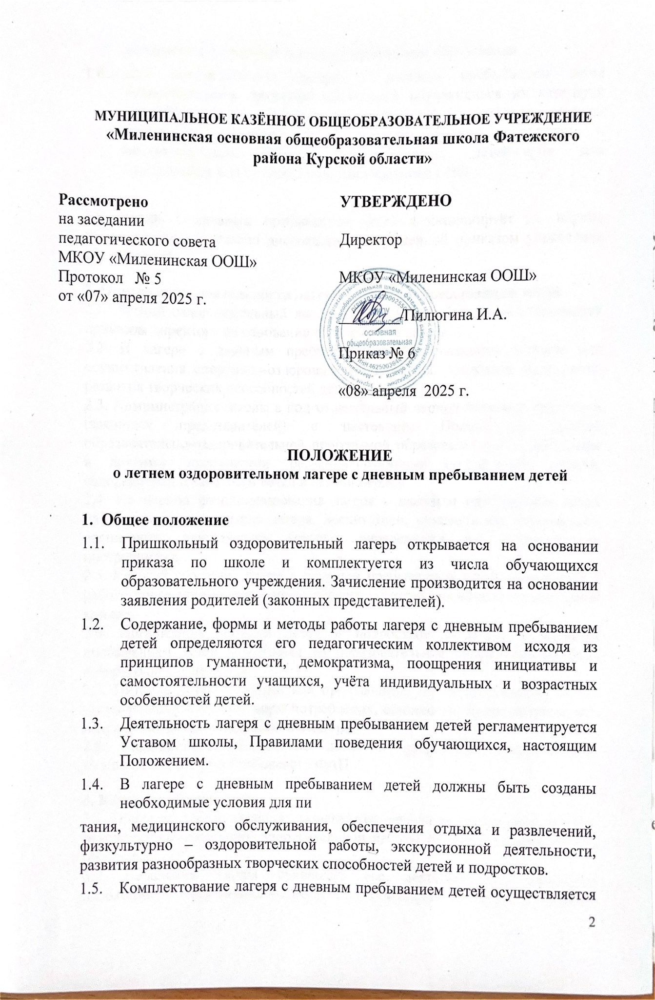 МУНИЦИПАЛЬНОЕ КАЗЁННОЕ ОБЩЕОБРАЗОВАТЕЛЬНОЕ УЧРЕЖДЕНИЕ
«Миленинская основная общеобразовательная школа Фатежского
района Курской области»
Рассмотрено
на заседании
педагогического совета
МКОУ «Миленинская ООШ»
Протокол № 5
от «07» апреля 2025 г.
УТВЕРЖДЕНО
Директор
МКОУ «Миленинская ООШ»
/Пилюгина И.А.
основная
общеобразовательная
ИНН 4625003644
Приказ № 6
«08» апреля 2025 г.
ПОЛОЖЕНИЕ
о летнем оздоровительном лагере с дневным пребыванием детей
1. Общее положение
1.1. Пришкольный оздоровительный лагерь открывается на основании
приказа по школе и комплектуется из числа обучающихся
образовательного учреждения. Зачисление производится на основании
заявления родителей (законных представителей).
1.2. Содержание, формы и методы работы лагеря с дневным пребыванием
детей определяются его педагогическим коллективом исходя из
принципов гуманности, демократизма, поощрения инициативы и
самостоятельности учащихся, учёта индивидуальных и возрастных
особенностей детей.
1.3. Деятельность лагеря с дневным пребыванием детей регламентируется
Уставом школы, Правилами поведения обучающихся, настоящим
Положением.
1.4. В лагере с дневным пребыванием детей должны быть созданы
необходимые условия для пи
тания, медицинского обслуживания, обеспечения отдыха и развлечений,
физкультурно – оздоровительной работы, экскурсионной деятельности,
развития разнообразных творческих способностей детей и подростков.
1.5. Комплектование лагеря с дневным пребыванием детей осуществляется
2